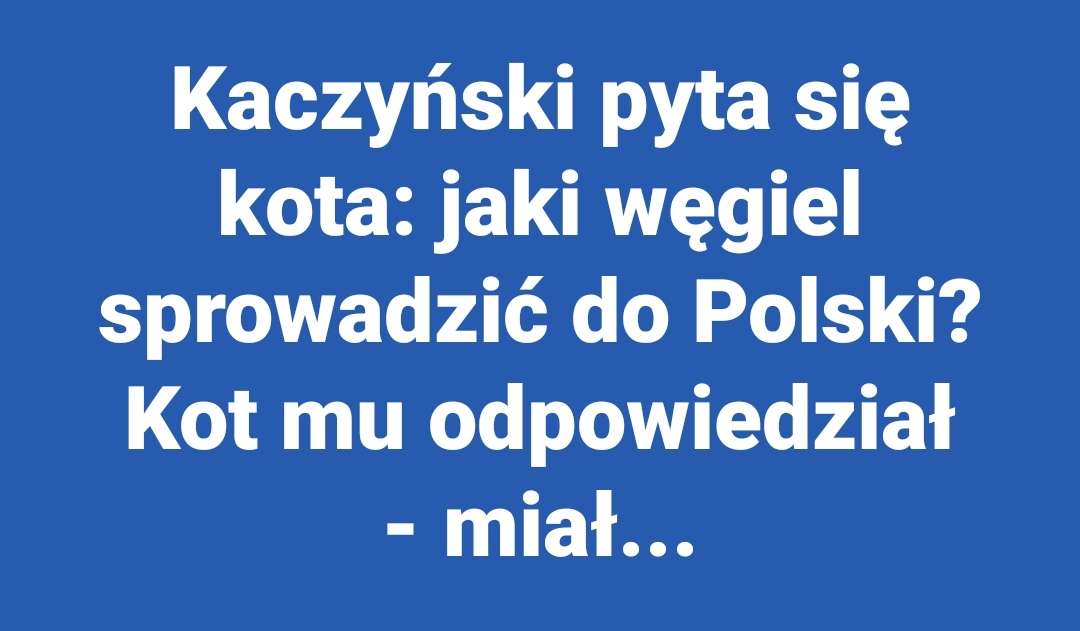 Kaczyński pyta się
kota: jaki węgiel
sprowadzić do Polski?
Kot mu odpowiedział
- miał...